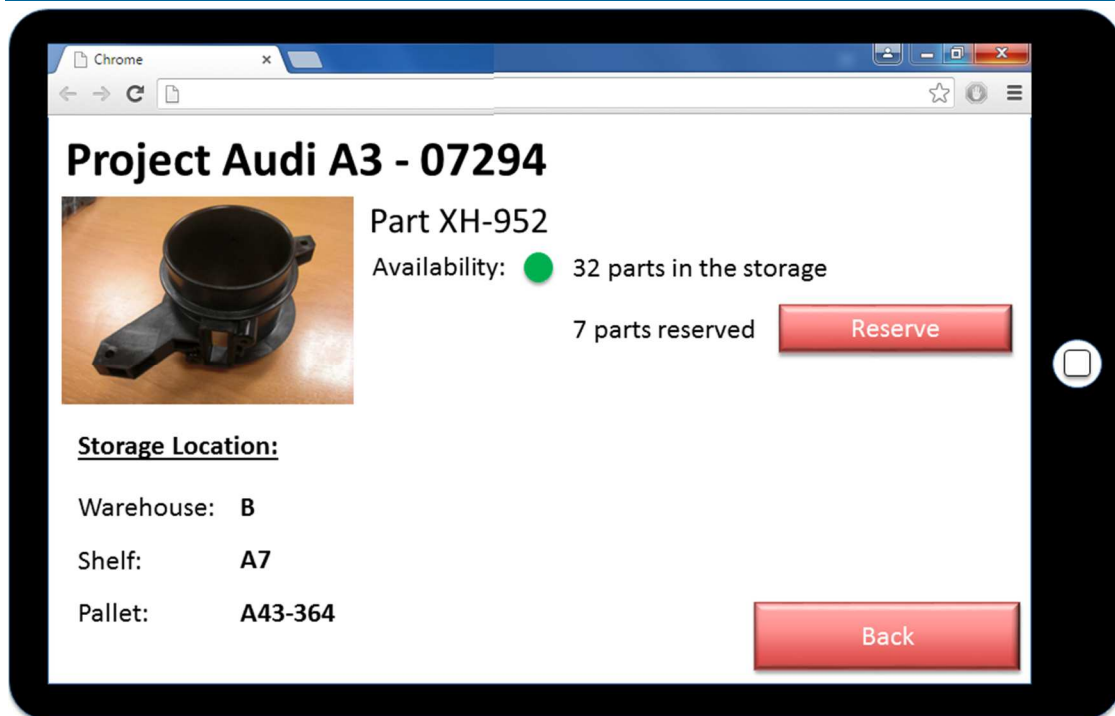 Chrome
Project Audi A3 - 07294
Part XH-952
Availability: 32 parts in the storage
7 parts reserved Reserve
Storage Location:
Warehouse: B
Shelf: A7
Pallet: A43-364
Back